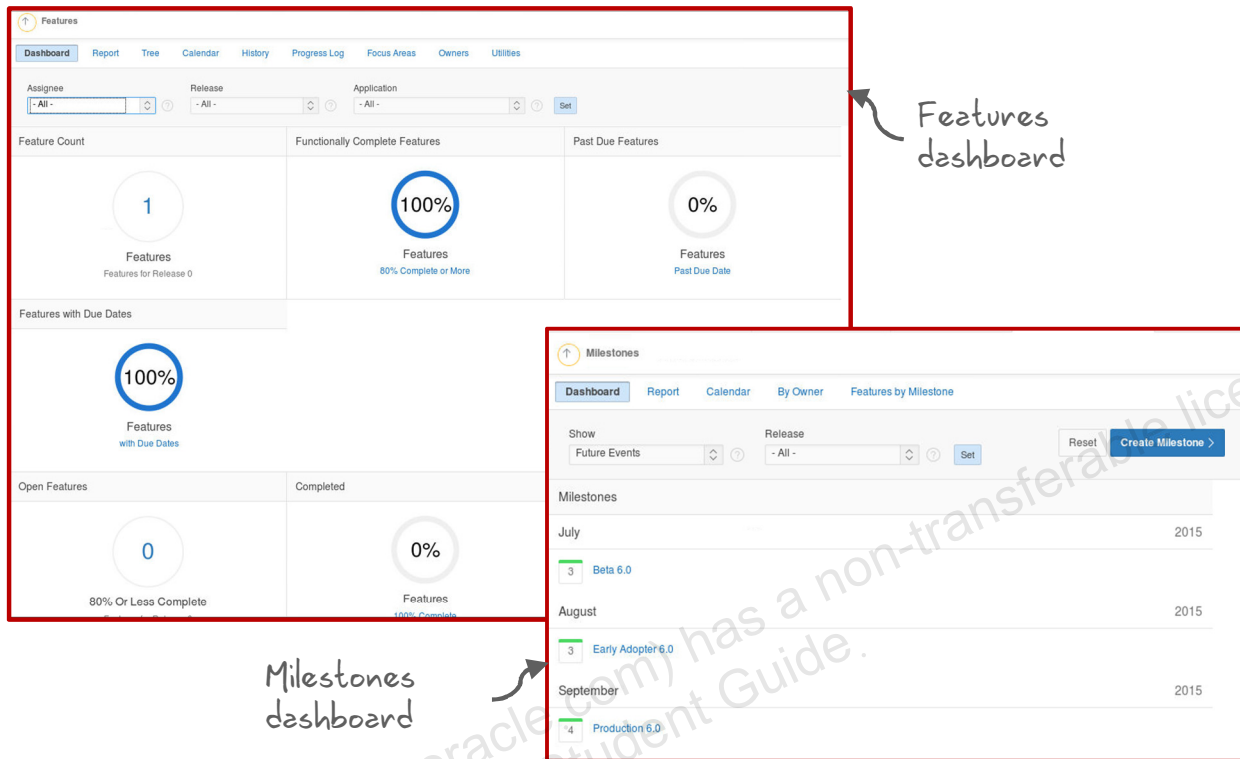 Features
Dashboard Report Tree Calendar History Progress Log Focus Areas Owners Utilities
Assignee Release Application
- All - - All - - All - Set
Feature Count Functionally Complete Features Past Due Features
1 100% 0%
Features Features Features
Features for Release 0 80% Complete or More Past Due Date
Features with Due Dates
100%
Features
with Due Dates
Open Features Completed
0 0%
80% Or Less Complete Features
100% Complete
Features
dashboard
Milestones
Dashboard Report Calendar By Owner Features by Milestone
Show Release
Future Events - All - Set Reset Create Milestone >
Milestones
July 2015
3 Beta 6.0
August 2015
3 Early Adopter 6.0
September 2015
4 Production 6.0
Milestones
dashboard
has a non-transferable
Student Guide.